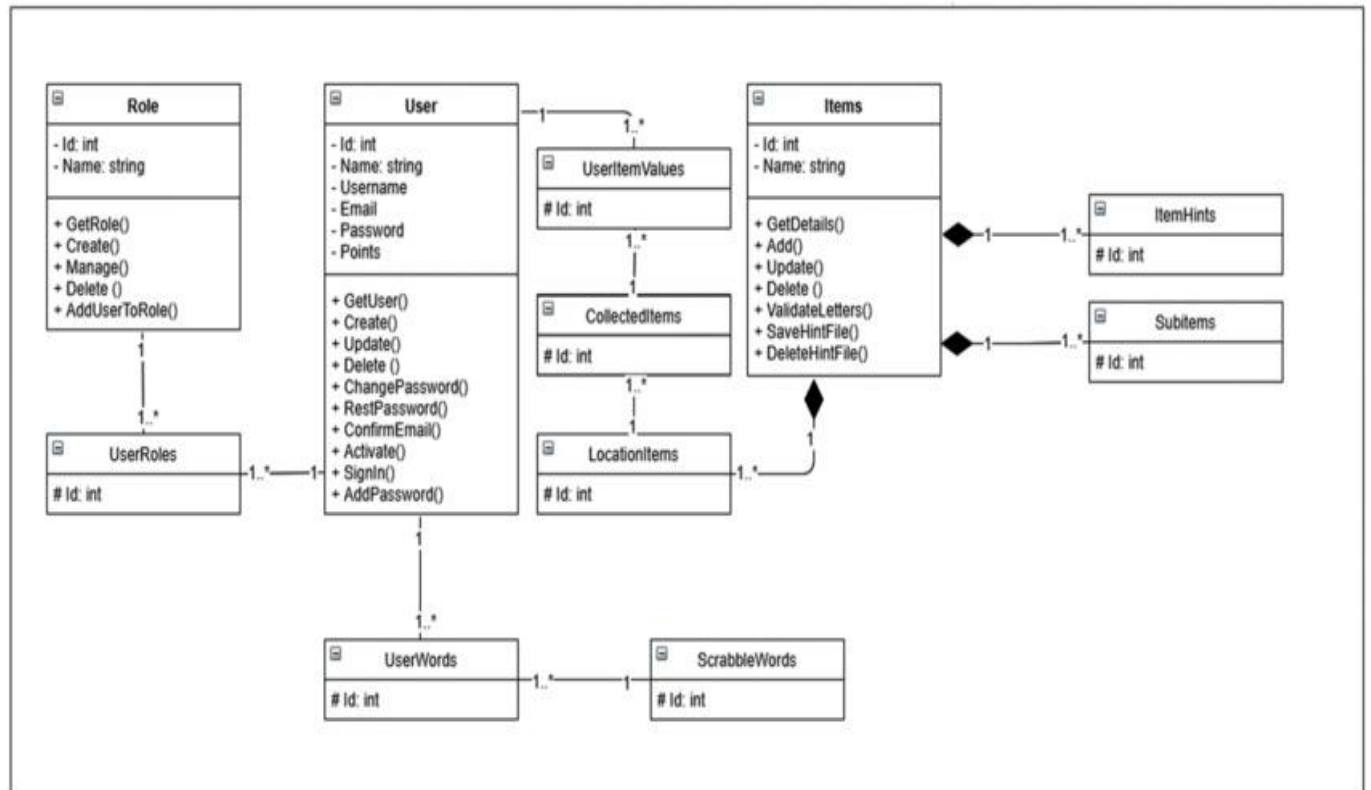 Role
- Id: int
- Name: string
+ GetRole()
+ Create()
+ Manage()
+ Delete ()
+ AddUserToRole()
1
1..*
UserRoles
# Id: int
1..*
1
User
- Id: int
- Name: string
- Username
- Email
- Password
- Points
+ GetUser()
+ Create()
+ Update()
+ Delete ()
+ ChangePassword()
+ RestPassword()
+ ConfirmEmail()
+ Activate()
+ SignIn()
+ AddPassword()
1
1..*
UserItemValues
# Id: int
1..*
1
CollectedItems
# Id: int
1..*
1
LocationItems
# Id: int
1..*
1
Items
- Id: int
- Name: string
+ GetDetails()
+ Add()
+ Update()
+ Delete ()
+ ValidateLetters()
+ SaveHintFile()
+ DeleteHintFile()
1
1..*
ItemHints
# Id: int
1
1..*
Subitems
# Id: int
1
1..*
UserWords
# Id: int
1..*
1
ScrabbleWords
# Id: int